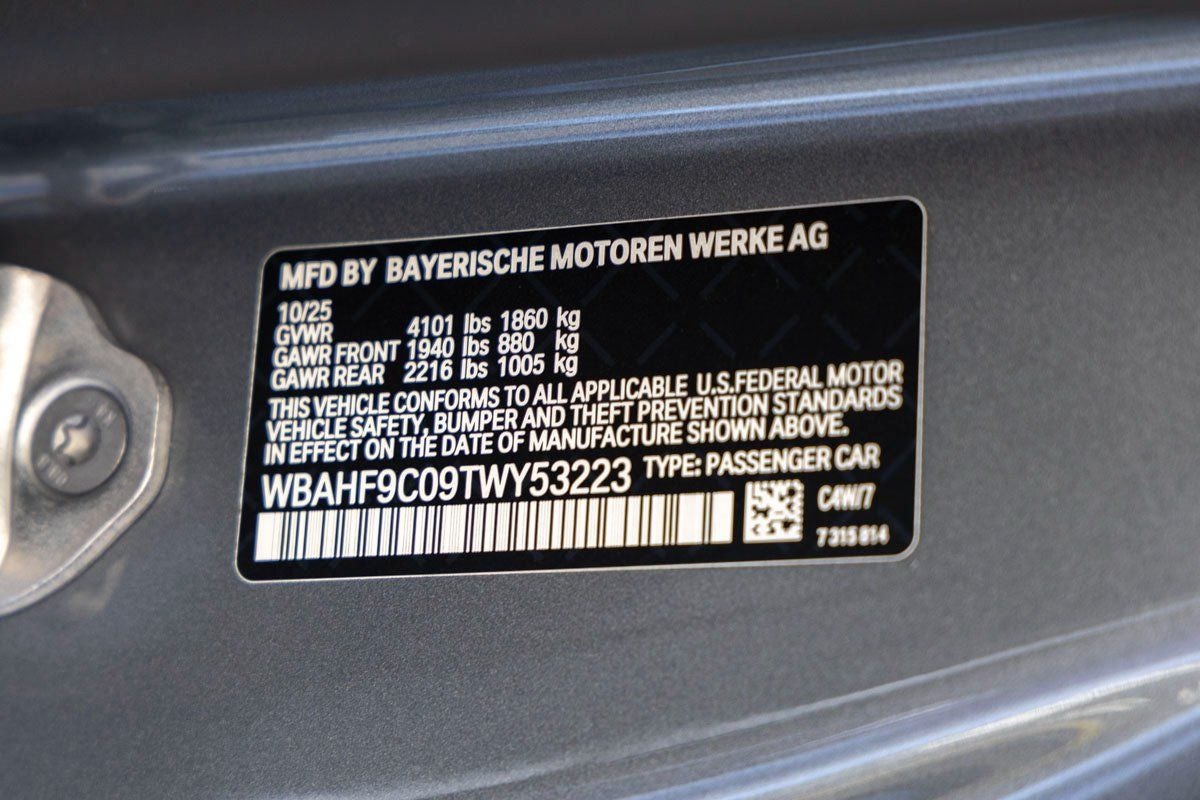 MFD BY BAYERISCHE MOTOREN WERKE AG
10/25
GVWR 4101 lbs 1860 kg
GAWR FRONT 1940 lbs 880 kg
GAWR REAR 2216 lbs 1005 kg
THIS VEHICLE CONFORMS TO ALL APPLICABLE U.S.FEDERAL MOTOR
VEHICLE SAFETY, BUMPER AND THEFT PREVENTION STANDARDS
IN EFFECT ON THE DATE OF MANUFACTURE SHOWN ABOVE.
WBAHF9C09TWY53223 TYPE: PASSENGER CAR
C4W/7
7 315 814